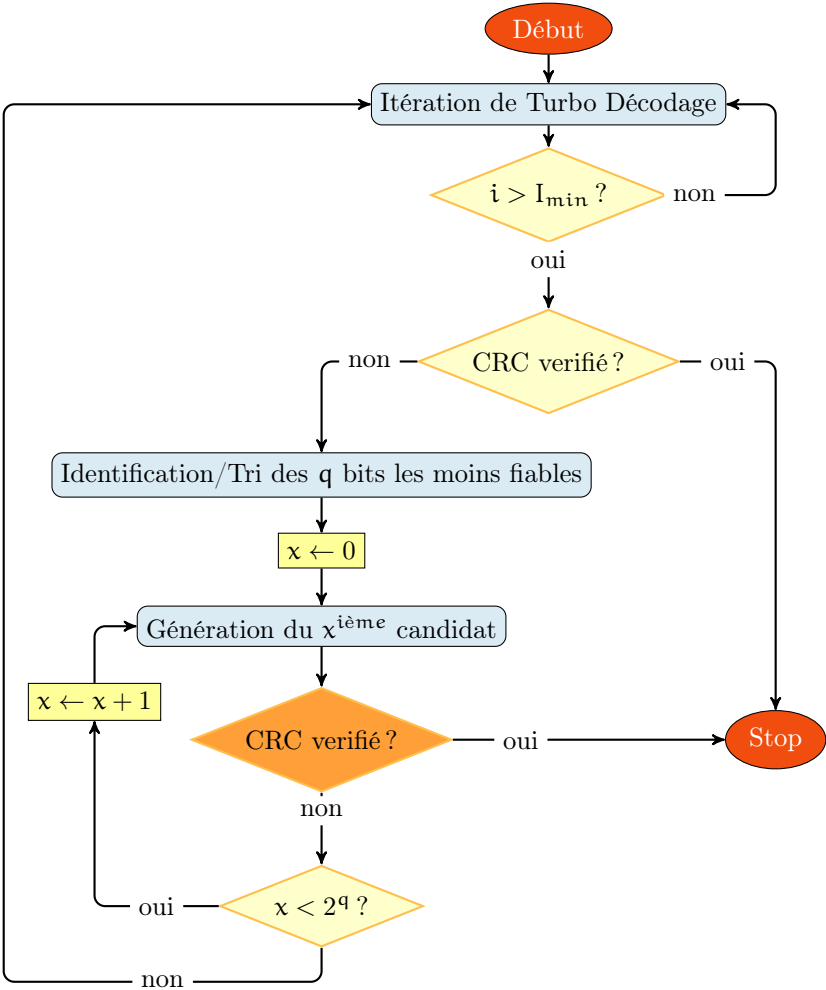 Début
Itération de Turbo Décodage
i > I_min ?
non
oui
CRC verifié ?
non
oui
Identification/Tri des q bits les moins fiables
x ← 0
Génération du x^ième candidat
x ← x + 1
CRC verifié ?
oui
Stop
non
x < 2^q ?
oui
non